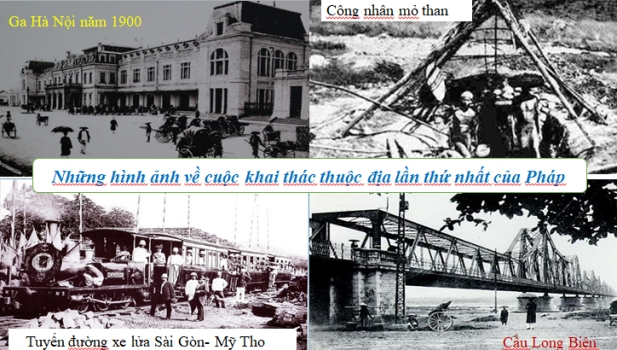 Ga Hà Nội năm 1900
Công nhân mỏ than
Những hình ảnh về cuộc khai thác thuộc địa lần thứ nhất của Pháp
Tuyến đường xe lửa Sài Gòn- Mỹ Tho
Cầu Long Biên